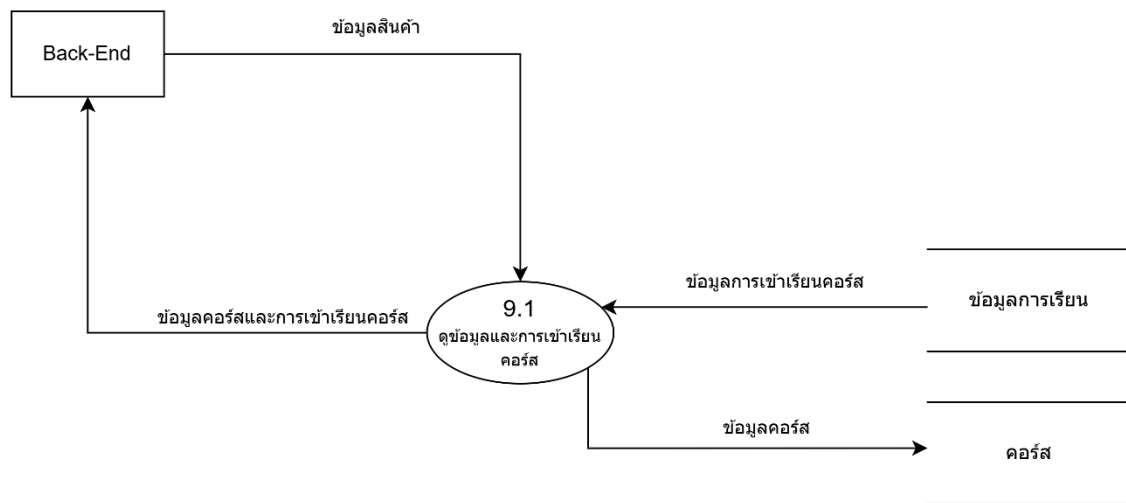 ข้อมูลสินค้า
Back-End
ข้อมูลการเข้าเรียนคอร์ส
ข้อมูลการเรียน
ข้อมูลคอร์สและการเข้าเรียนคอร์ส
9.1
ดูข้อมูลและการเข้าเรียน
คอร์ส
ข้อมูลคอร์ส
คอร์ส